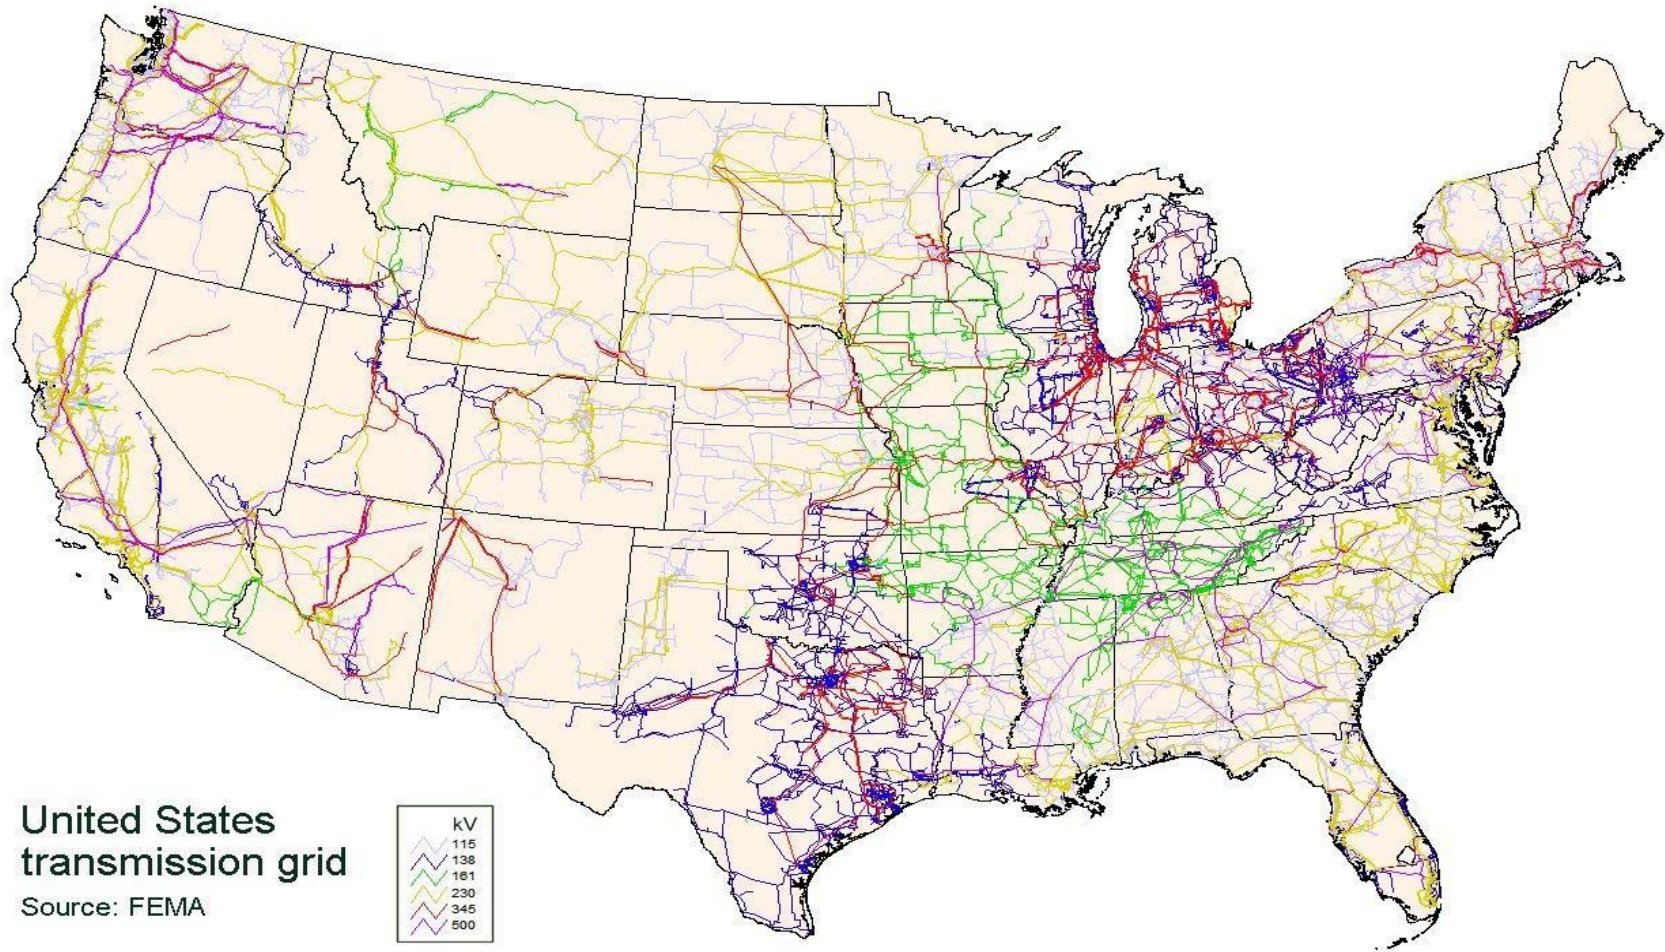 United States
transmission grid
Source: FEMA
kV
115
138
161
230
345
500